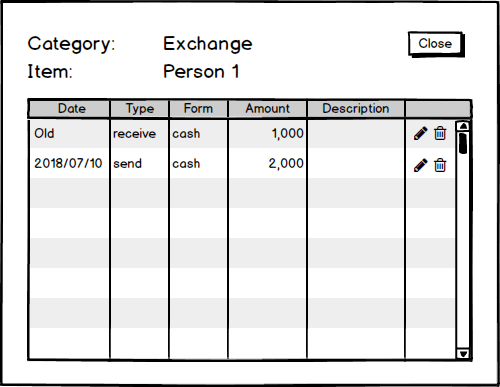 Category: Exchange Close
Item: Person 1
Date Type Form Amount Description
Old receive cash 1,000
2018/07/10 send cash 2,000